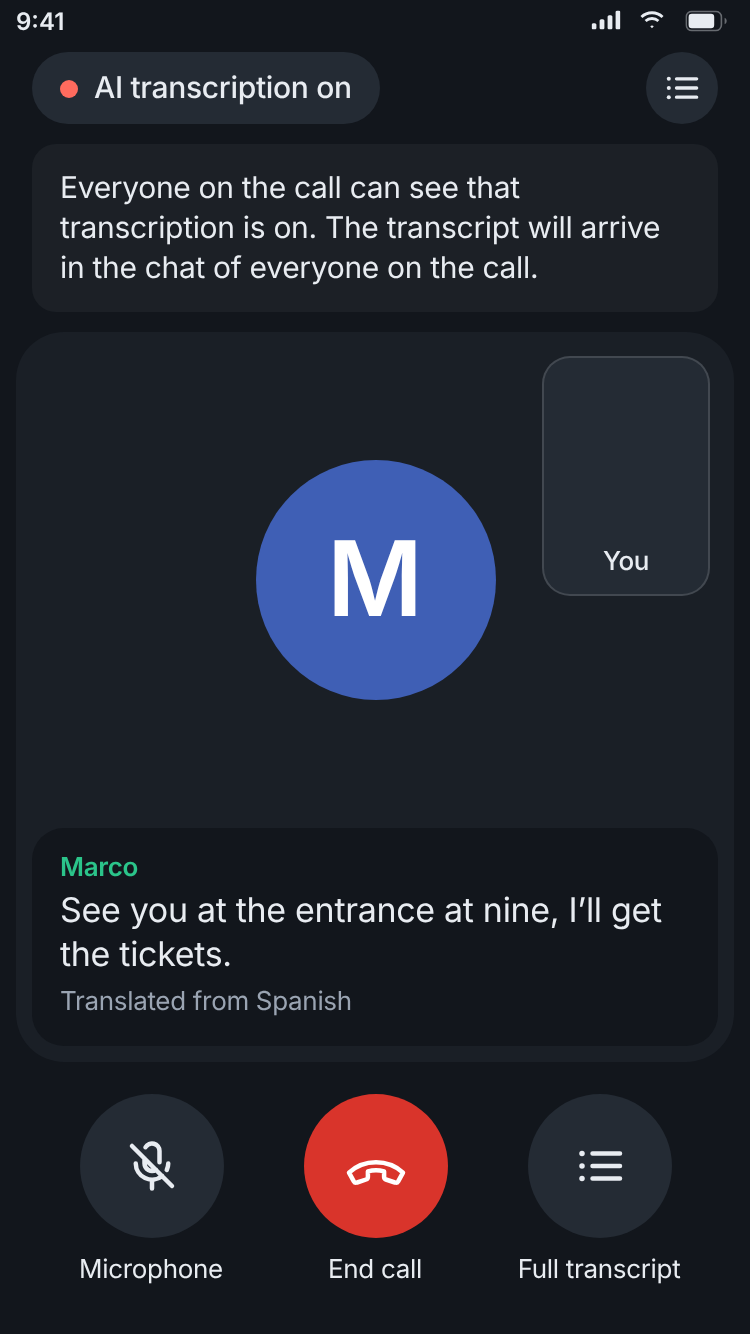 9:41
AI transcription on
Everyone on the call can see that
transcription is on. The transcript will arrive
in the chat of everyone on the call.
M
You
Marco
See you at the entrance at nine, I’ll get
the tickets.
Translated from Spanish
Microphone
End call
Full transcript